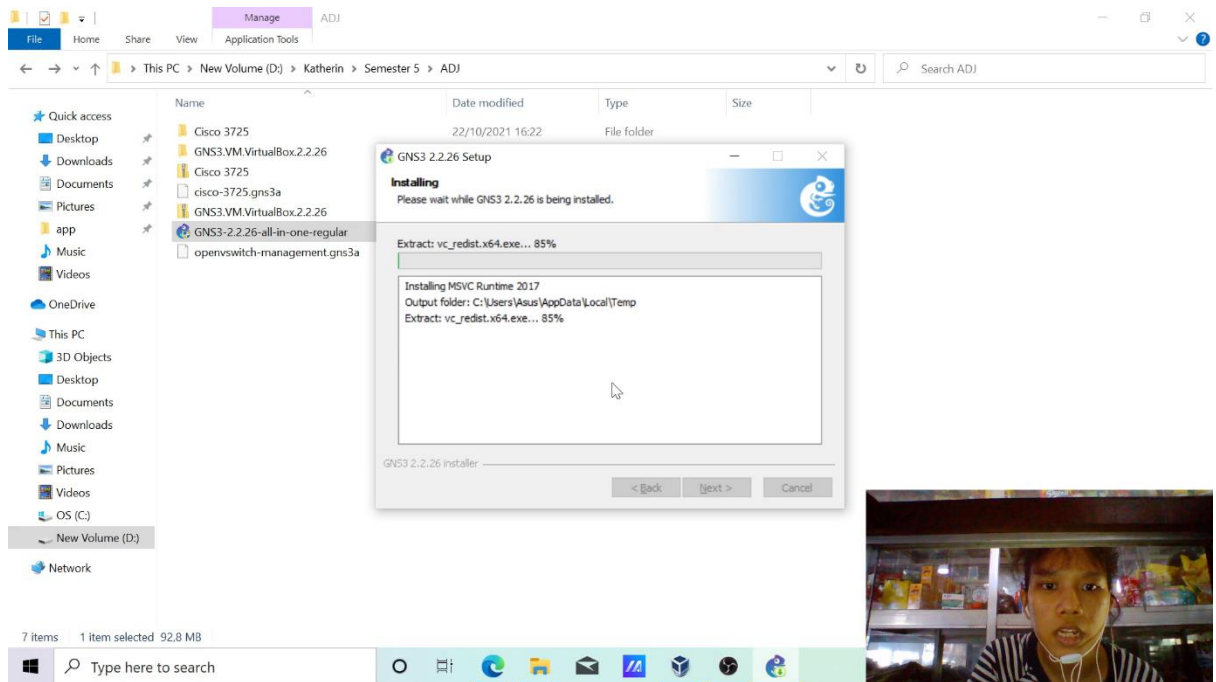 Manage ADJ
File Home Share View Application Tools
This PC > New Volume (D:) > Katherin > Semester 5 > ADJ
Search ADJ
Name Date modified Type Size
Quick access
Desktop
Downloads
Documents
Pictures
app
Music
Videos
OneDrive
This PC
3D Objects
Desktop
Documents
Downloads
Music
Pictures
Videos
OS (C:)
New Volume (D:)
Network
Cisco 3725 22/10/2021 16:22 File folder
GNS3.VM.VirtualBox.2.2.26
Cisco 3725
cisco-3725.gns3a
GNS3.VM.VirtualBox.2.2.26
GNS3-2.2.26-all-in-one-regular
openvswitch-management.gns3a
GNS3 2.2.26 Setup
Installing
Please wait while GNS3 2.2.26 is being installed.
Extract: vc_redist.x64.exe... 85%
Installing MSVC Runtime 2017
Output folder: C:\Users\Asus\AppData\Local\Temp
Extract: vc_redist.x64.exe... 85%
GNS3 2.2.26 installer
< Back Next > Cancel
7 items 1 item selected 92,8 MB
Type here to search